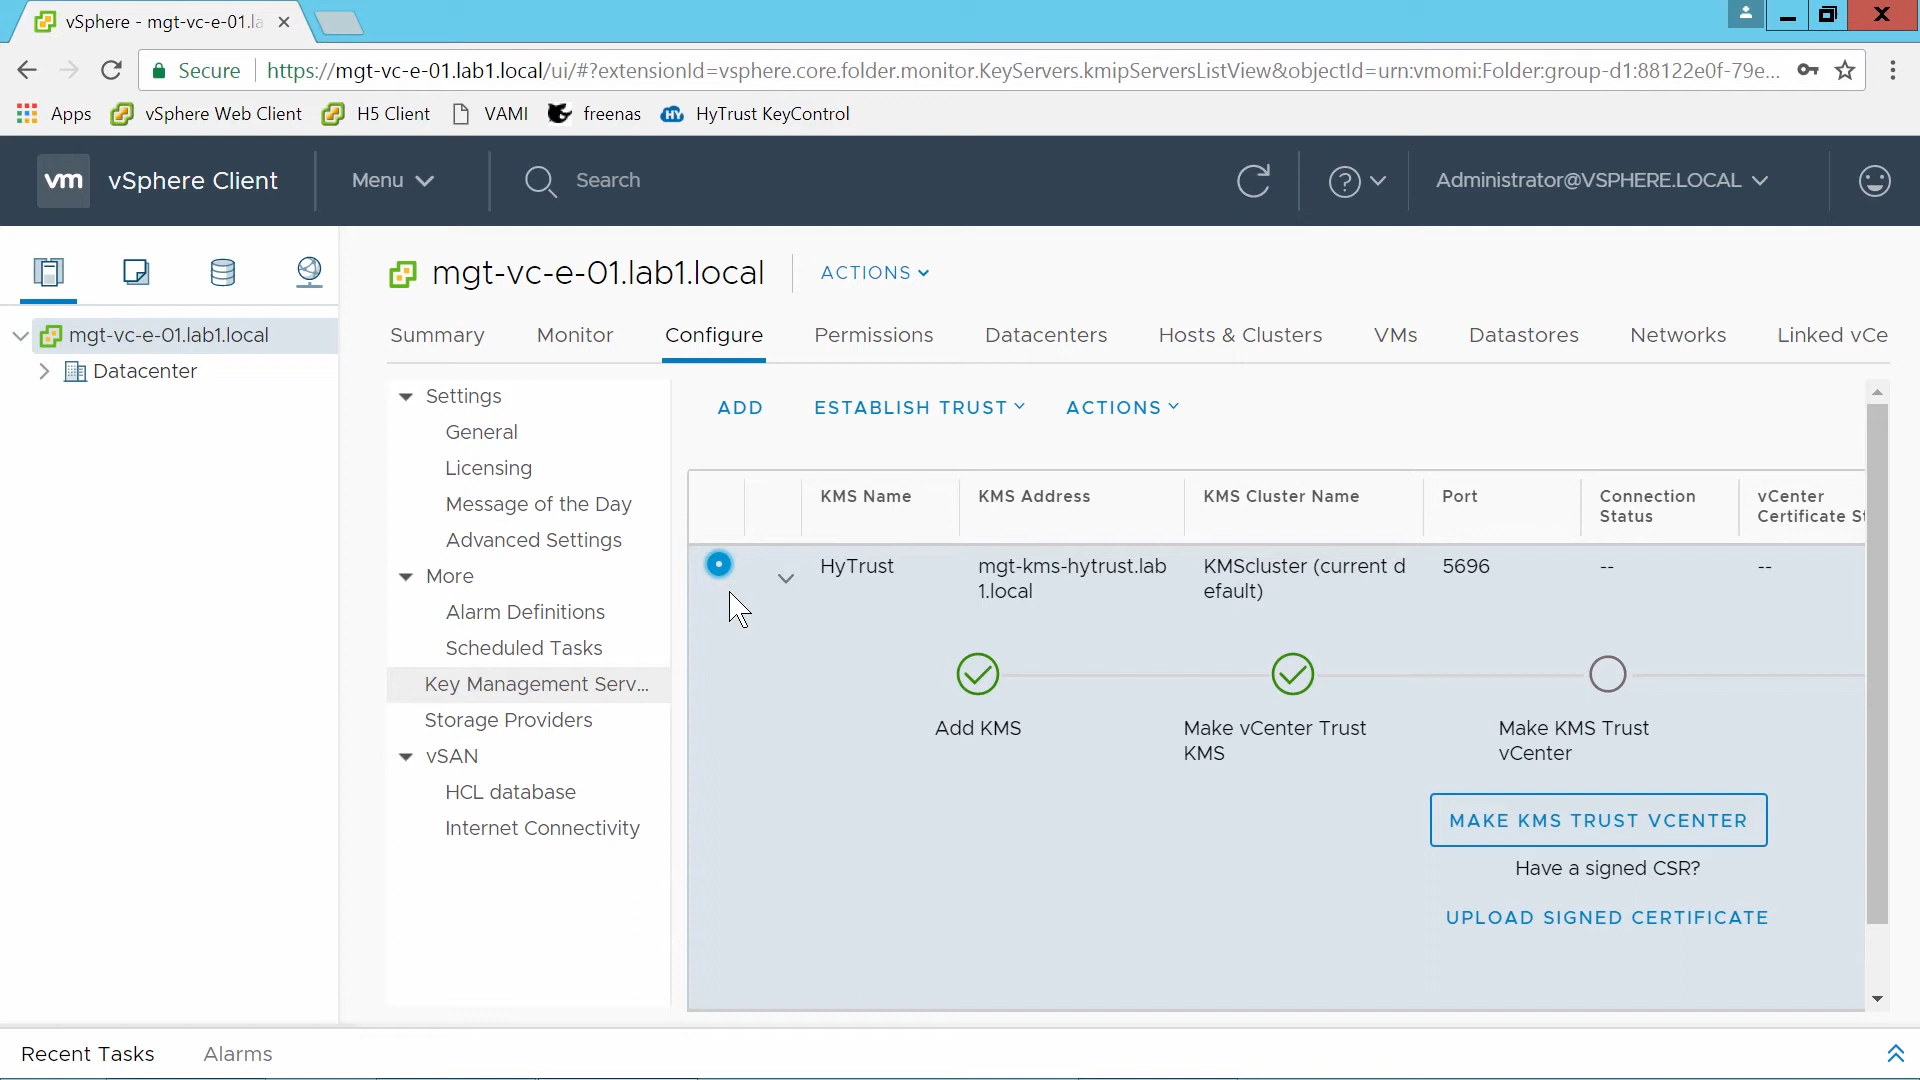 vSphere - mgt-vc-e-01.la
Secure
https://mgt-vc-e-01.lab1.local/ui/#?extensionId=vsphere.core.folder.monitor.KeyServers.kmipServersListView&objectId=urn:vmomi:Folder:group-d1:88122e0f-79e...
Apps
vSphere Web Client
H5 Client
VAMI
freenas
HY
HyTrust KeyControl
vm
vSphere Client
Menu
Search
?
Administrator@VSPHERE.LOCAL
mgt-vc-e-01.lab1.local
Datacenter
mgt-vc-e-01.lab1.local
ACTIONS
Summary
Monitor
Configure
Permissions
Datacenters
Hosts & Clusters
VMs
Datastores
Networks
Linked vCe
Settings
General
Licensing
Message of the Day
Advanced Settings
More
Alarm Definitions
Scheduled Tasks
Key Management Serv...
Storage Providers
vSAN
HCL database
Internet Connectivity
ADD
ESTABLISH TRUST
ACTIONS
KMS Name
KMS Address
KMS Cluster Name
Port
Connection
Status
vCenter
Certificate St
HyTrust
mgt-kms-hytrust.lab
1.local
KMScluster (current d
efault)
5696
--
--
Add KMS
Make vCenter Trust
KMS
Make KMS Trust
vCenter
MAKE KMS TRUST VCENTER
Have a signed CSR?
UPLOAD SIGNED CERTIFICATE
Recent Tasks
Alarms